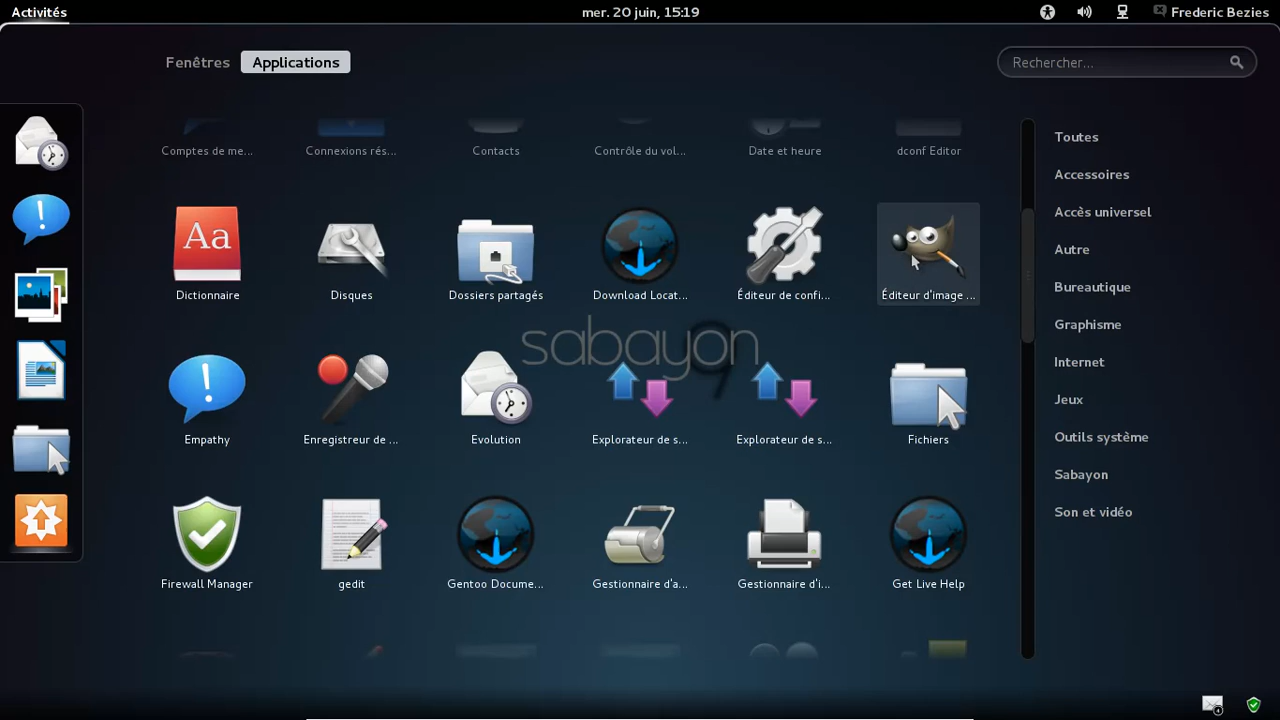 Activités
mer. 20 juin, 15:19
Frederic Bezies
Fenêtres
Applications
Rechercher...
Comptes de me...
Connexions rés...
Contacts
Contrôle du vol...
Date et heure
dconf Editor
Dictionnaire
Disques
Dossiers partagés
Download Locat...
Éditeur de confi...
Éditeur d'image ...
sabayon 9
Empathy
Enregistreur de ...
Evolution
Explorateur de s...
Explorateur de s...
Fichiers
Firewall Manager
gedit
Gentoo Docume...
Gestionnaire d'a...
Gestionnaire d'i...
Get Live Help
Toutes
Accessoires
Accès universel
Autre
Bureautique
Graphisme
Internet
Jeux
Outils système
Sabayon
Son et vidéo
Aa